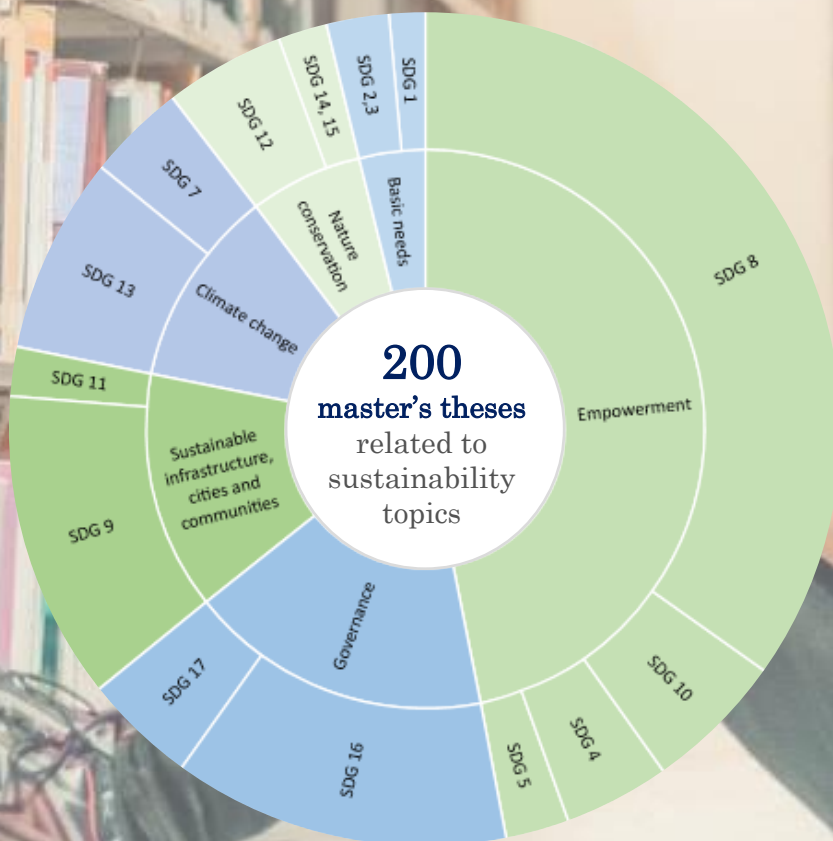 200
master's theses
related to
sustainability
topics
Empowerment
SDG 8
SDG 10
SDG 4
SDG 5
Governance
SDG 16
SDG 17
Sustainable
infrastructure,
cities and
communities
SDG 9
SDG 11
Climate change
SDG 13
SDG 7
Nature
conservation
SDG 12
SDG 14, 15
Basic needs
SDG 2,3
SDG 1